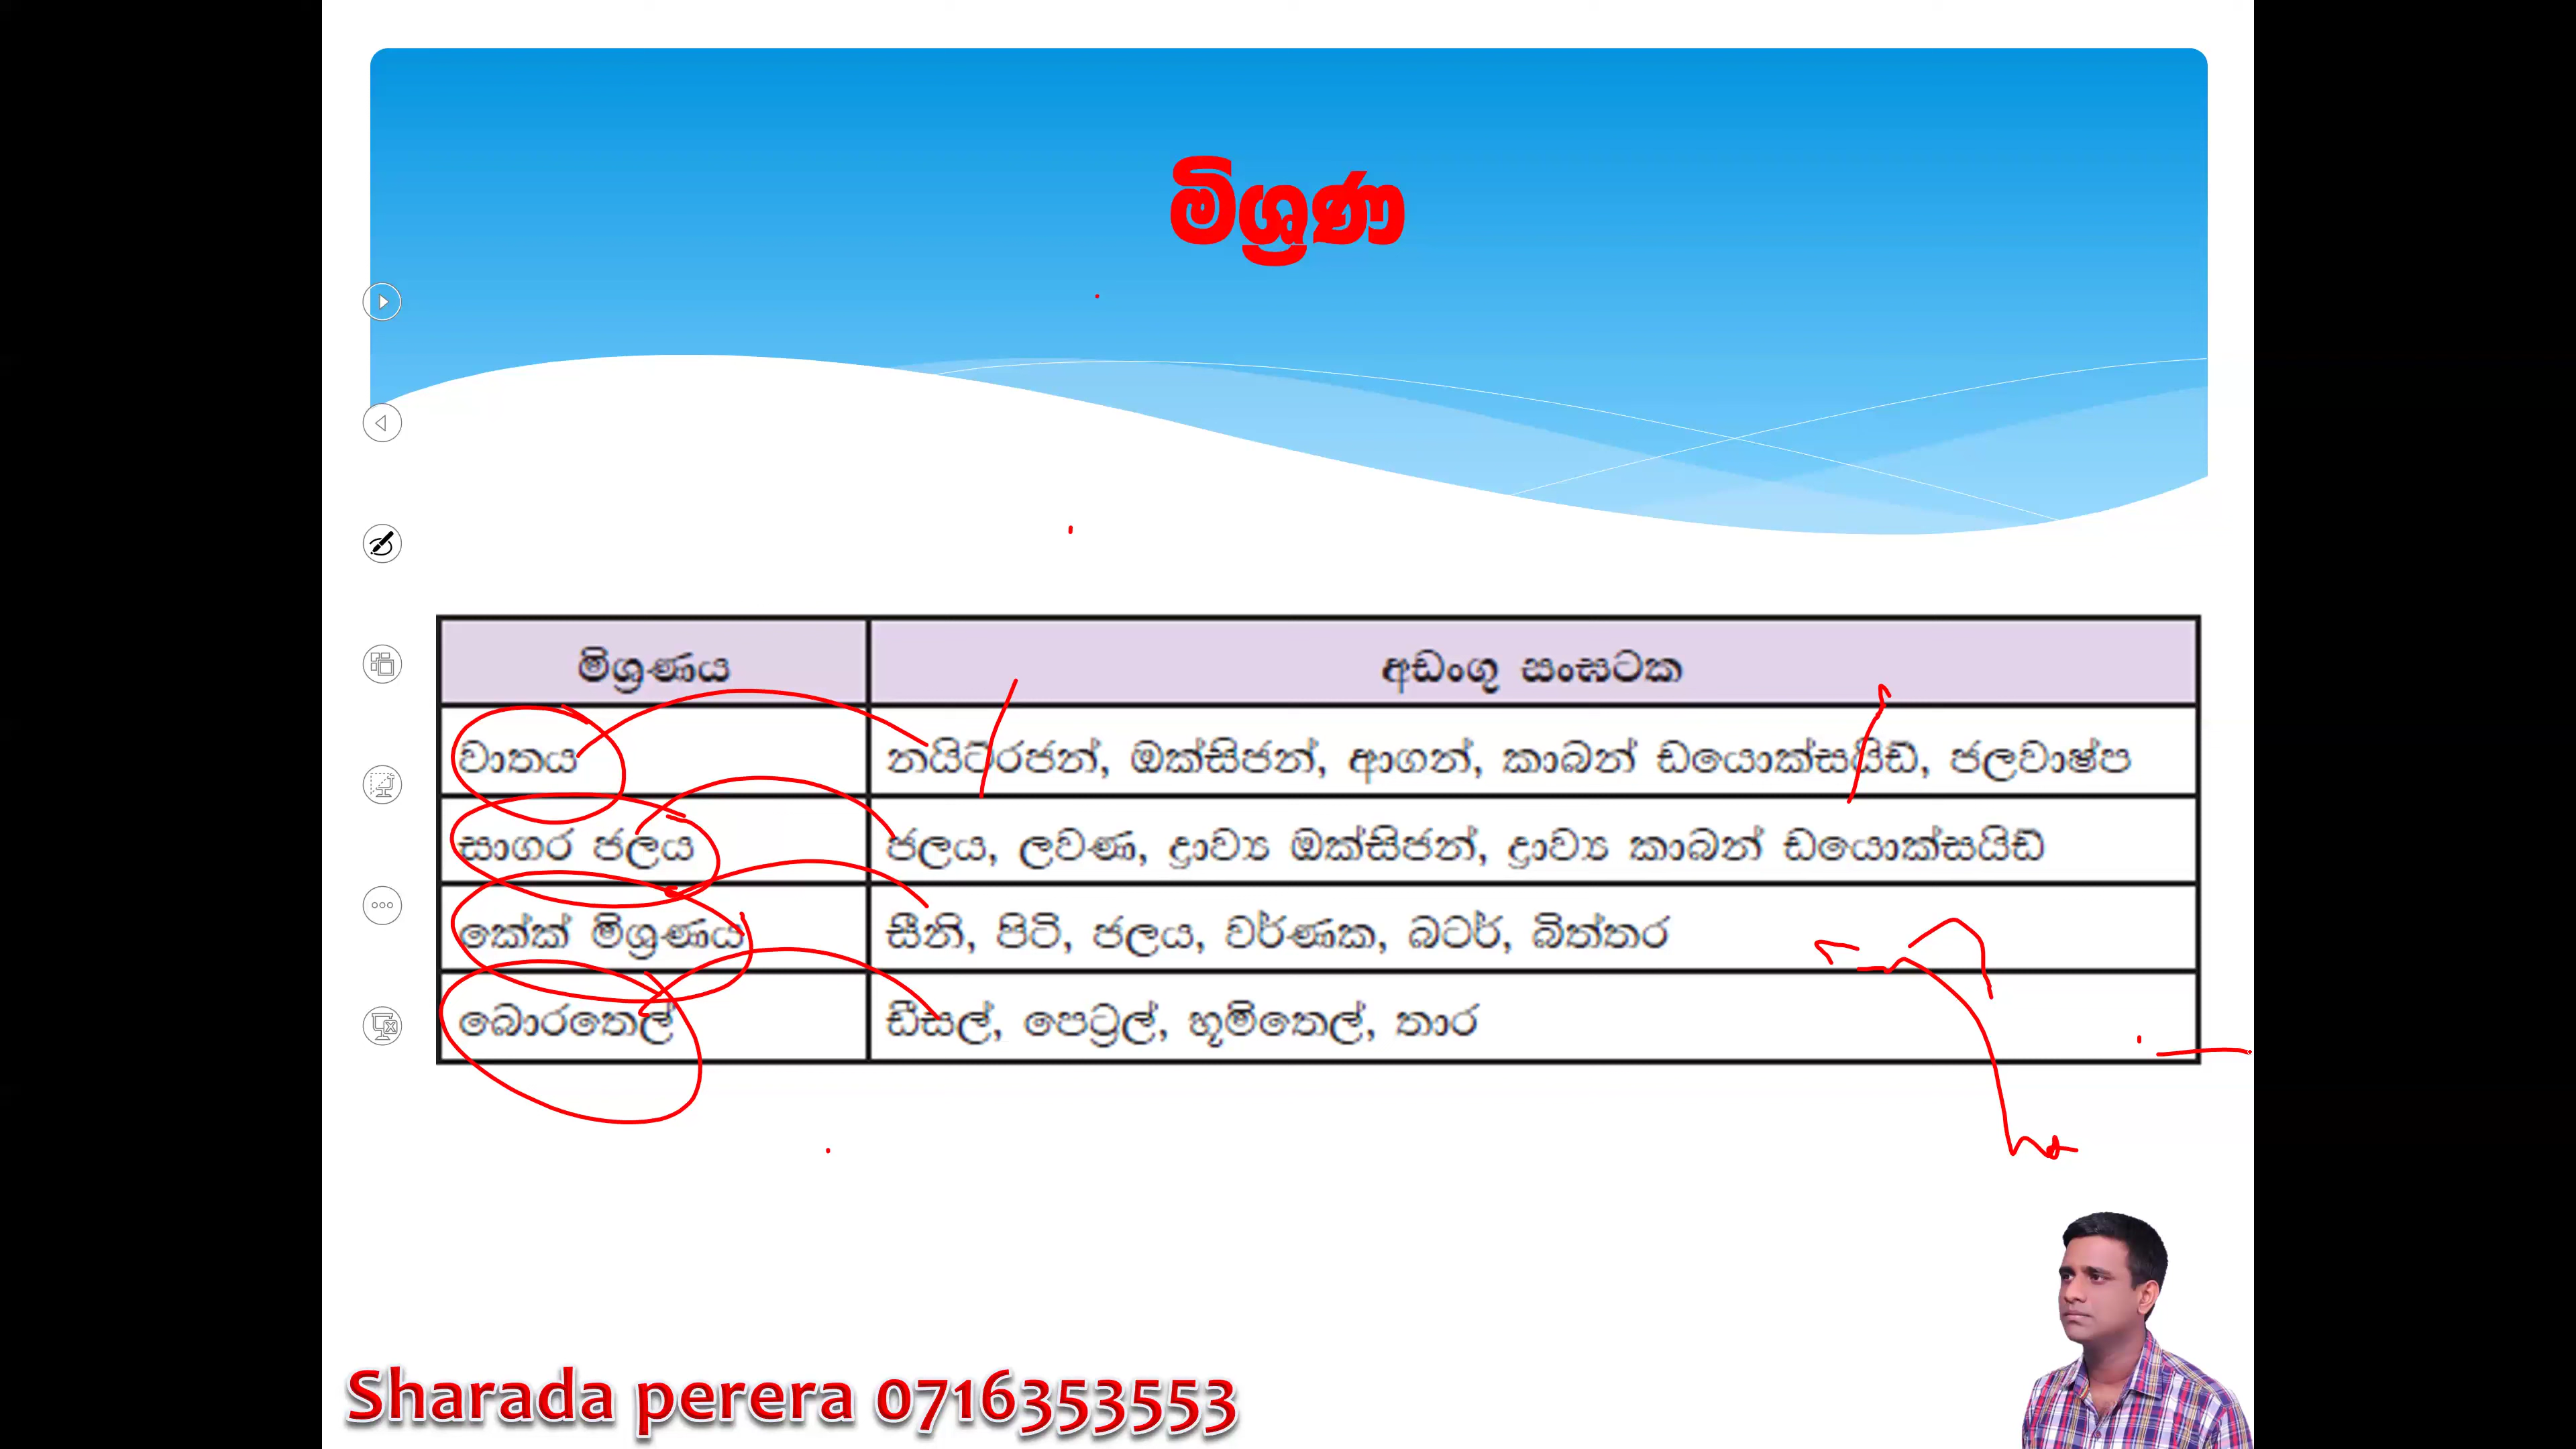 මිශ්‍රණ
මිශ්‍රණය අඩංගු සංඝටක
වාතය නයිට්රජන්, ඔක්සිජන්, ආගන්, කාබන් ඩයොක්සයිඩ්, ජලවාෂ්ප
සාගර ජලය ජලය, ලවණ, ද්‍රාව්‍ය ඔක්සිජන්, ද්‍රාව්‍ය කාබන් ඩයොක්සයිඩ්
කේක් මිශ්‍රණය සීනි, පිටි, ජලය, වර්ණක, බටර්, බිත්තර
බොරතෙල් ඩීසල්, පෙට්‍රල්, භූමිතෙල්, තාර
Sharada perera 0716353553